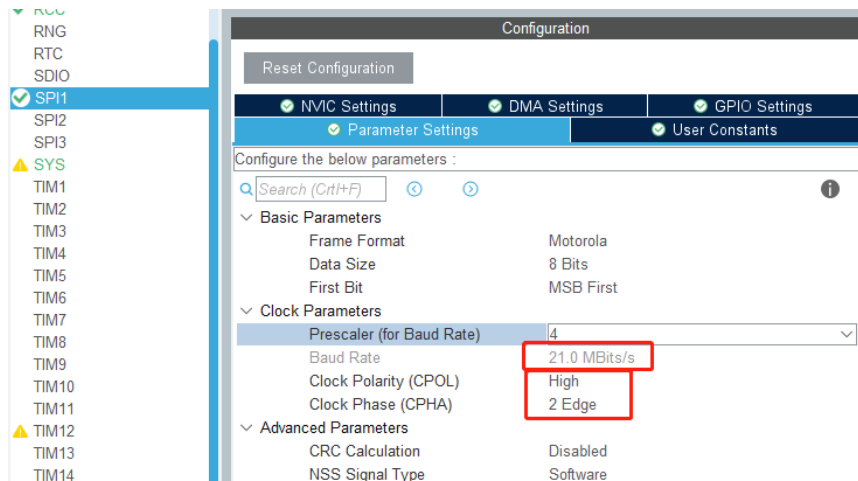 RCC
RNG
RTC
SDIO
SPI1
SPI2
SPI3
SYS
TIM1
TIM2
TIM3
TIM4
TIM5
TIM6
TIM7
TIM8
TIM9
TIM10
TIM11
TIM12
TIM13
TIM14
Configuration
Reset Configuration
NVIC Settings
DMA Settings
GPIO Settings
Parameter Settings
User Constants
Configure the below parameters :
Search (Crtl+F)
Basic Parameters
Frame Format Motorola
Data Size 8 Bits
First Bit MSB First
Clock Parameters
Prescaler (for Baud Rate) 4
Baud Rate 21.0 MBits/s
Clock Polarity (CPOL) High
Clock Phase (CPHA) 2 Edge
Advanced Parameters
CRC Calculation Disabled
NSS Signal Type Software